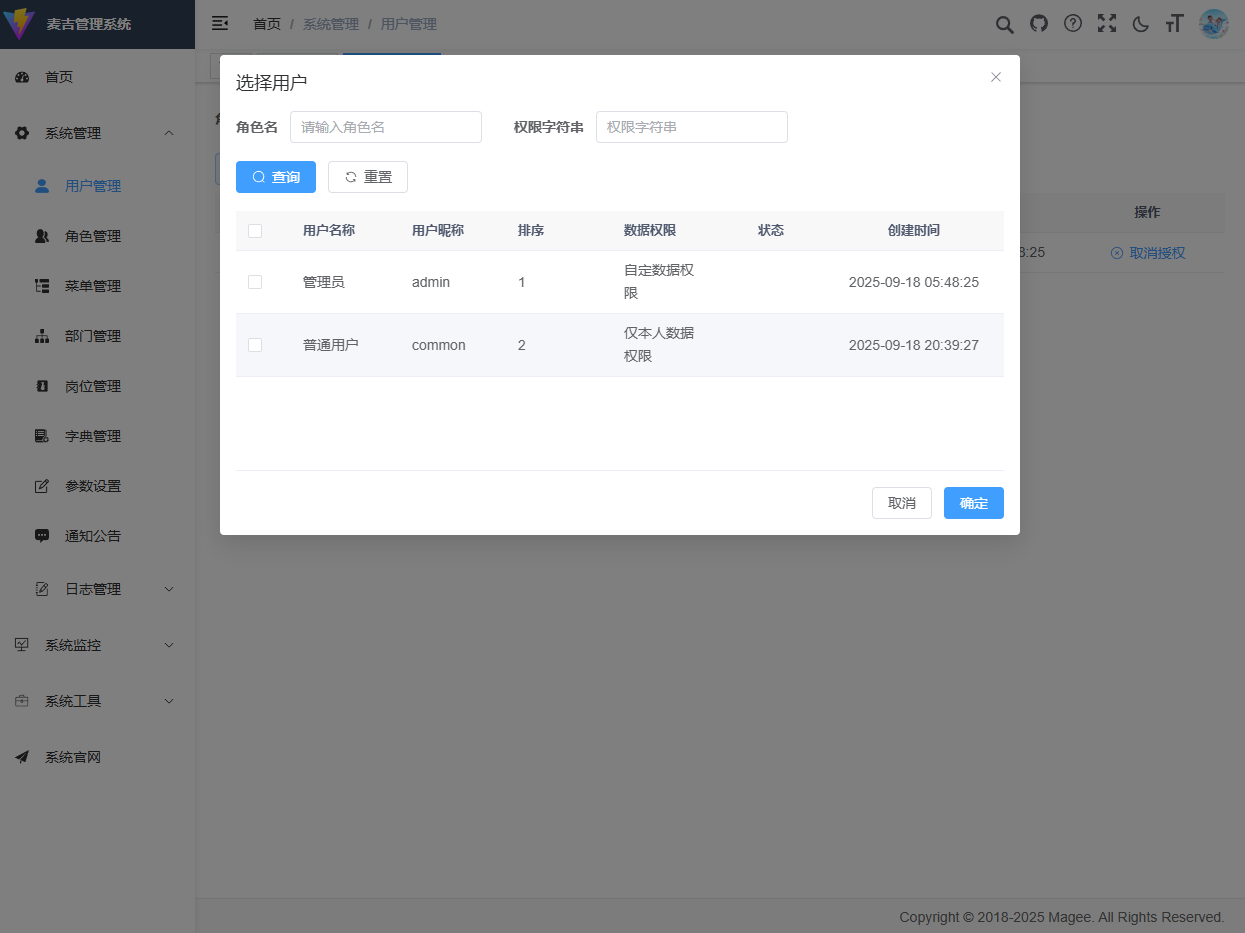 麦吉管理系统
首页 / 系统管理 / 用户管理
首页
系统管理
用户管理
角色管理
菜单管理
部门管理
岗位管理
字典管理
参数设置
通知公告
日志管理
系统监控
系统工具
系统官网
选择用户
角色名 请输入角色名 权限字符串 权限字符串
查询 重置
用户名称 用户昵称 排序 数据权限 状态 创建时间
管理员 admin 1 自定数据权 2025-09-18 05:48:25
限
普通用户 common 2 仅本人数据 2025-09-18 20:39:27
权限
取消 确定
操作
8:25 取消授权
Copyright © 2018-2025 Magee. All Rights Reserved.